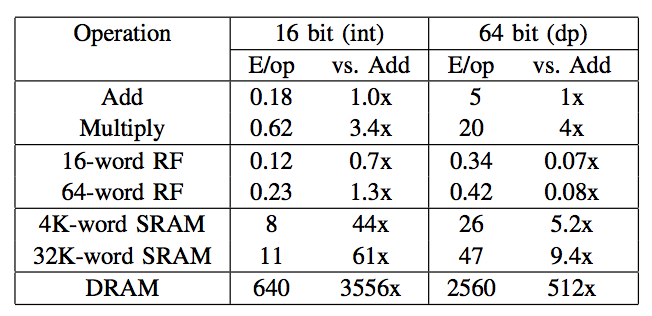 Operation 16 bit (int) 64 bit (dp)
E/op vs. Add E/op vs. Add
Add 0.18 1.0x 5 1x
Multiply 0.62 3.4x 20 4x
16-word RF 0.12 0.7x 0.34 0.07x
64-word RF 0.23 1.3x 0.42 0.08x
4K-word SRAM 8 44x 26 5.2x
32K-word SRAM 11 61x 47 9.4x
DRAM 640 3556x 2560 512x